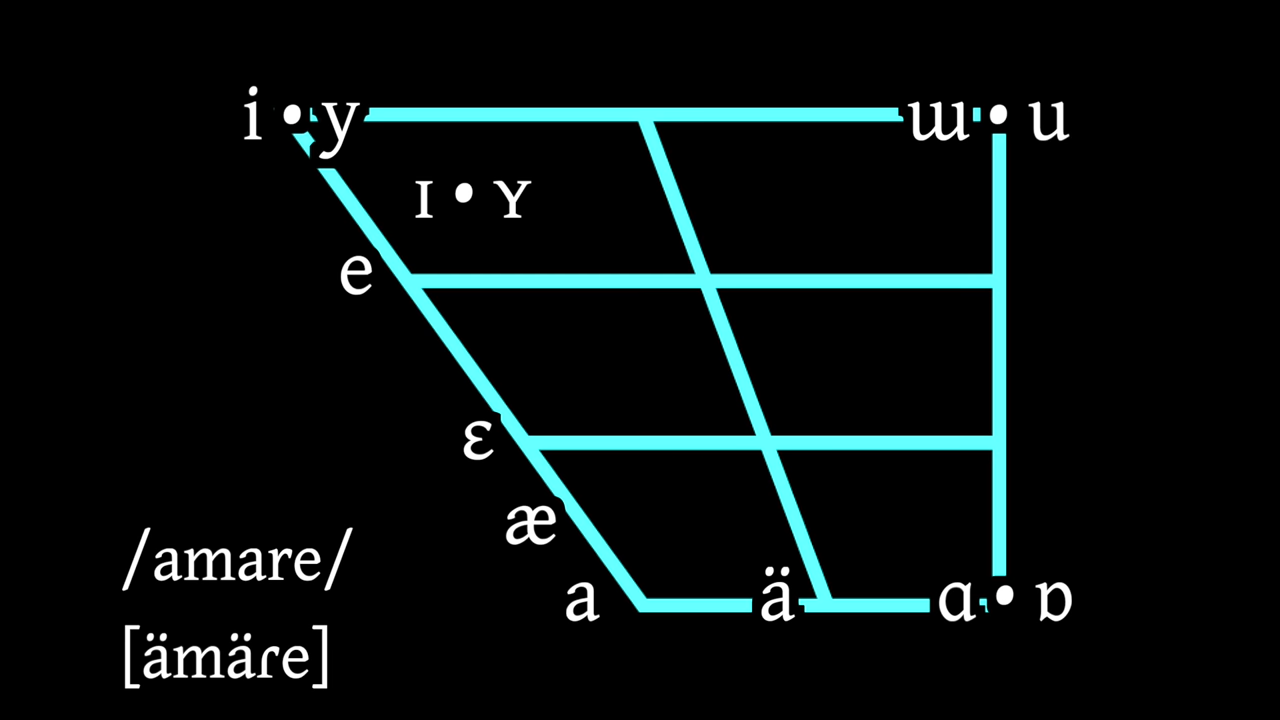 i • y ɯ • u
ɪ • ʏ
e
ɛ
æ
/amare/
a ä ɑ • ɒ
[ämäɾe]